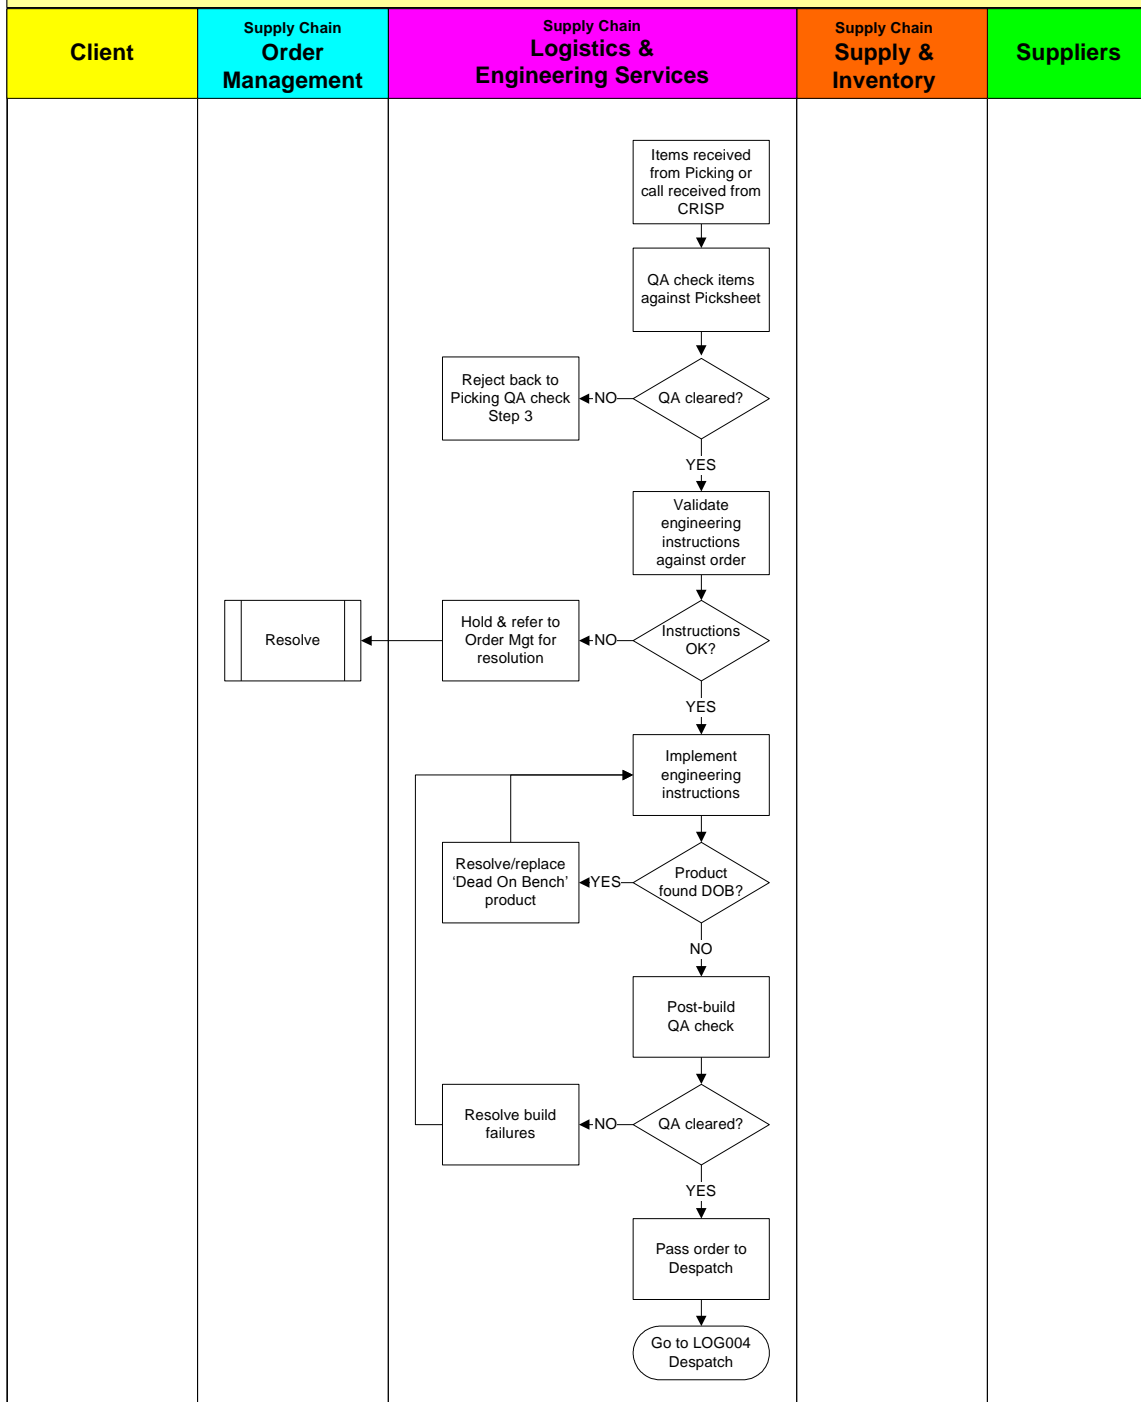 Client
Supply Chain
Order
Management
Supply Chain
Logistics &
Engineering Services
Supply Chain
Supply &
Inventory
Suppliers
Items received
from Picking or
call received from
CRISP
QA check items
against Picksheet
QA cleared?
NO
Reject back to
Picking QA check
Step 3
YES
Validate
engineering
instructions
against order
Instructions
OK?
NO
Hold & refer to
Order Mgt for
resolution
Resolve
YES
Implement
engineering
instructions
Product
found DOB?
YES
Resolve/replace
‘Dead On Bench’
product
NO
Post-build
QA check
QA cleared?
NO
Resolve build
failures
YES
Pass order to
Despatch
Go to LOG004
Despatch